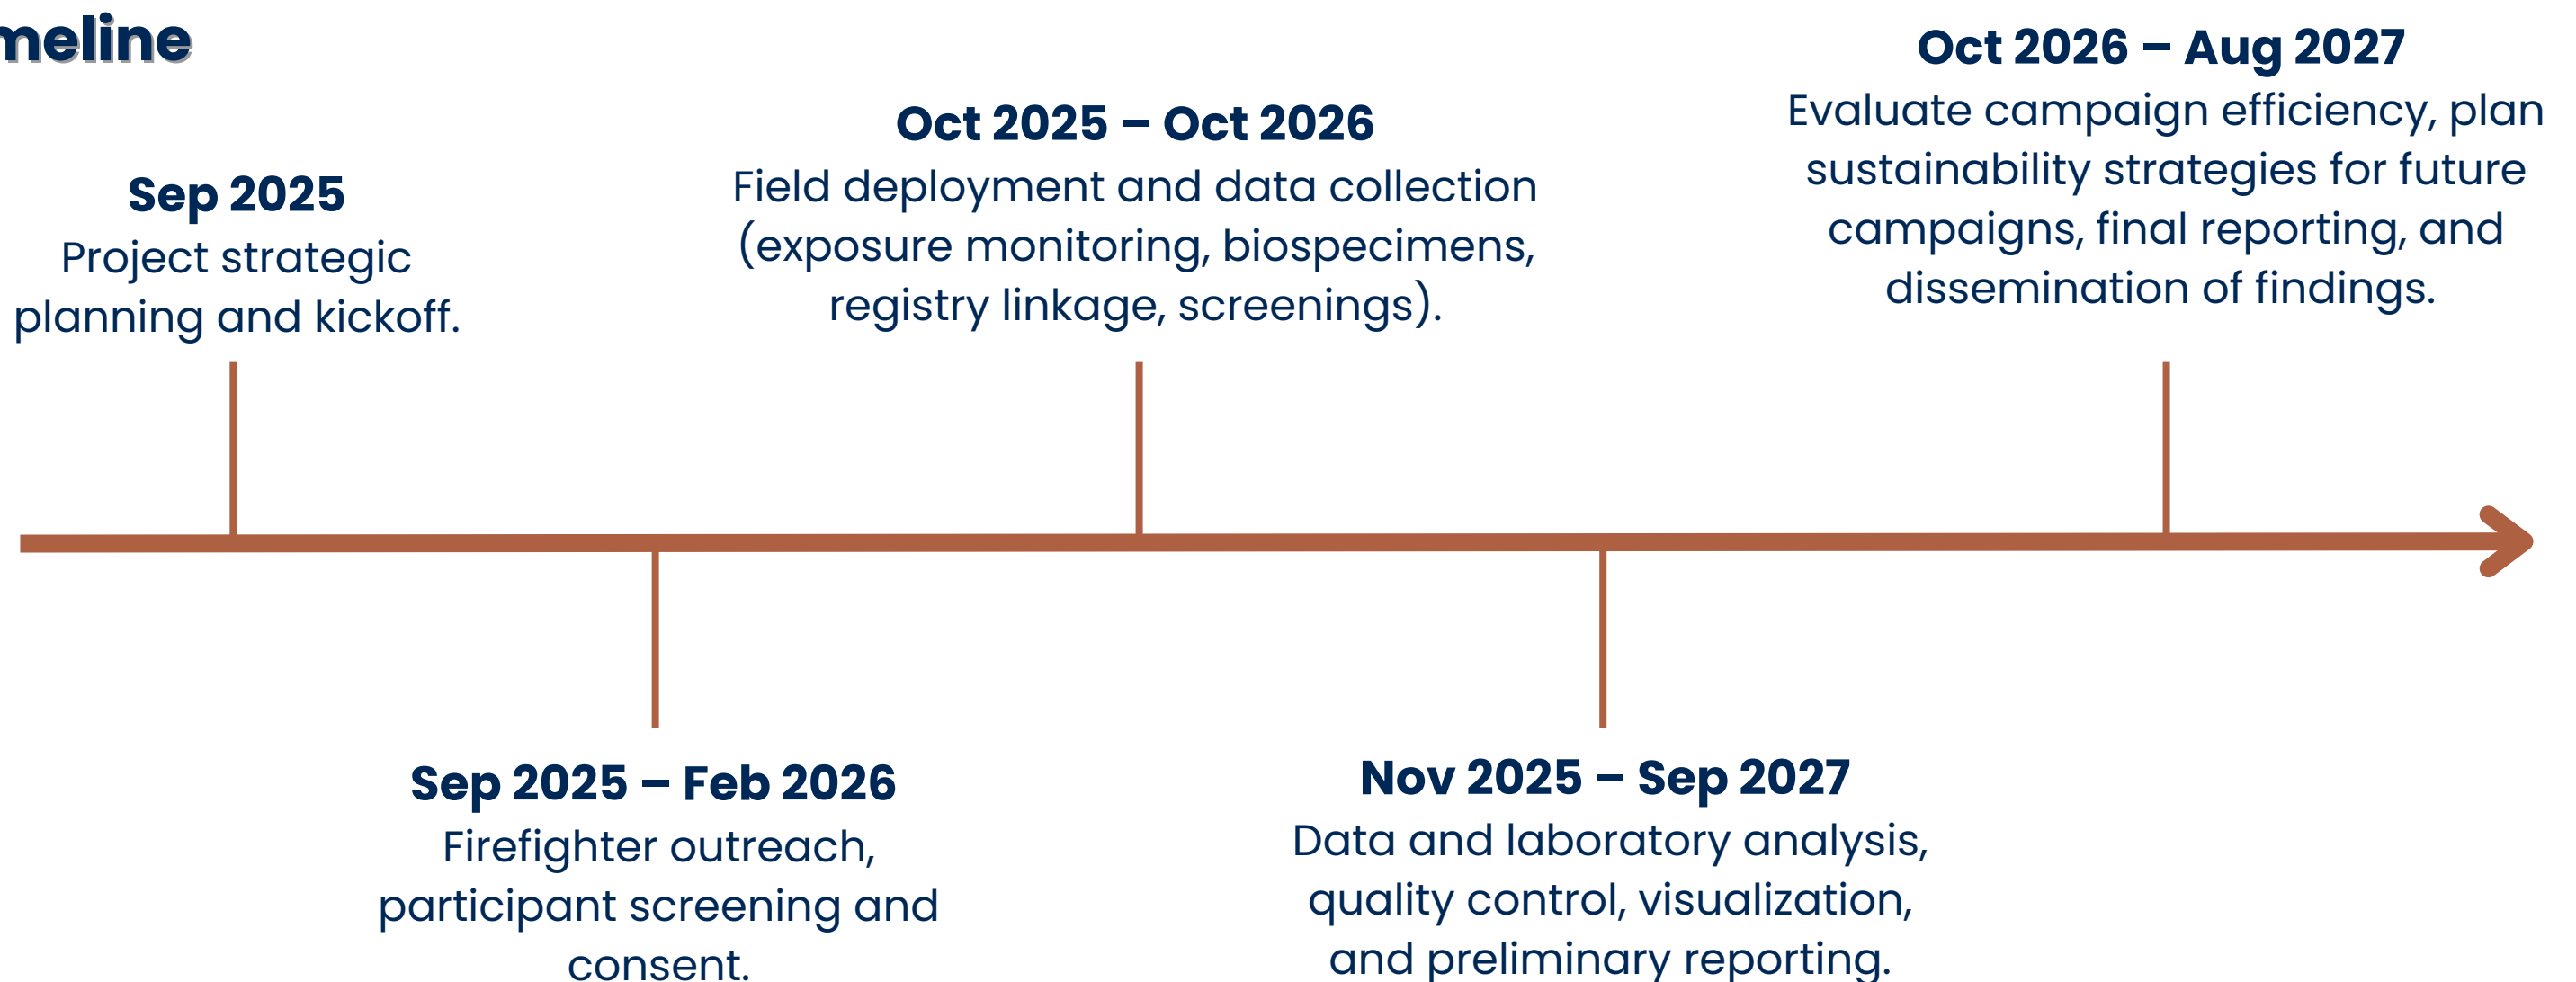 meline
Sep 2025
Project strategic
planning and kickoff.
Sep 2025 – Feb 2026
Firefighter outreach,
participant screening and
consent.
Oct 2025 – Oct 2026
Field deployment and data collection
(exposure monitoring, biospecimens,
registry linkage, screenings).
Nov 2025 – Sep 2027
Data and laboratory analysis,
quality control, visualization,
and preliminary reporting.
Oct 2026 – Aug 2027
Evaluate campaign efficiency, plan
sustainability strategies for future
campaigns, final reporting, and
dissemination of findings.